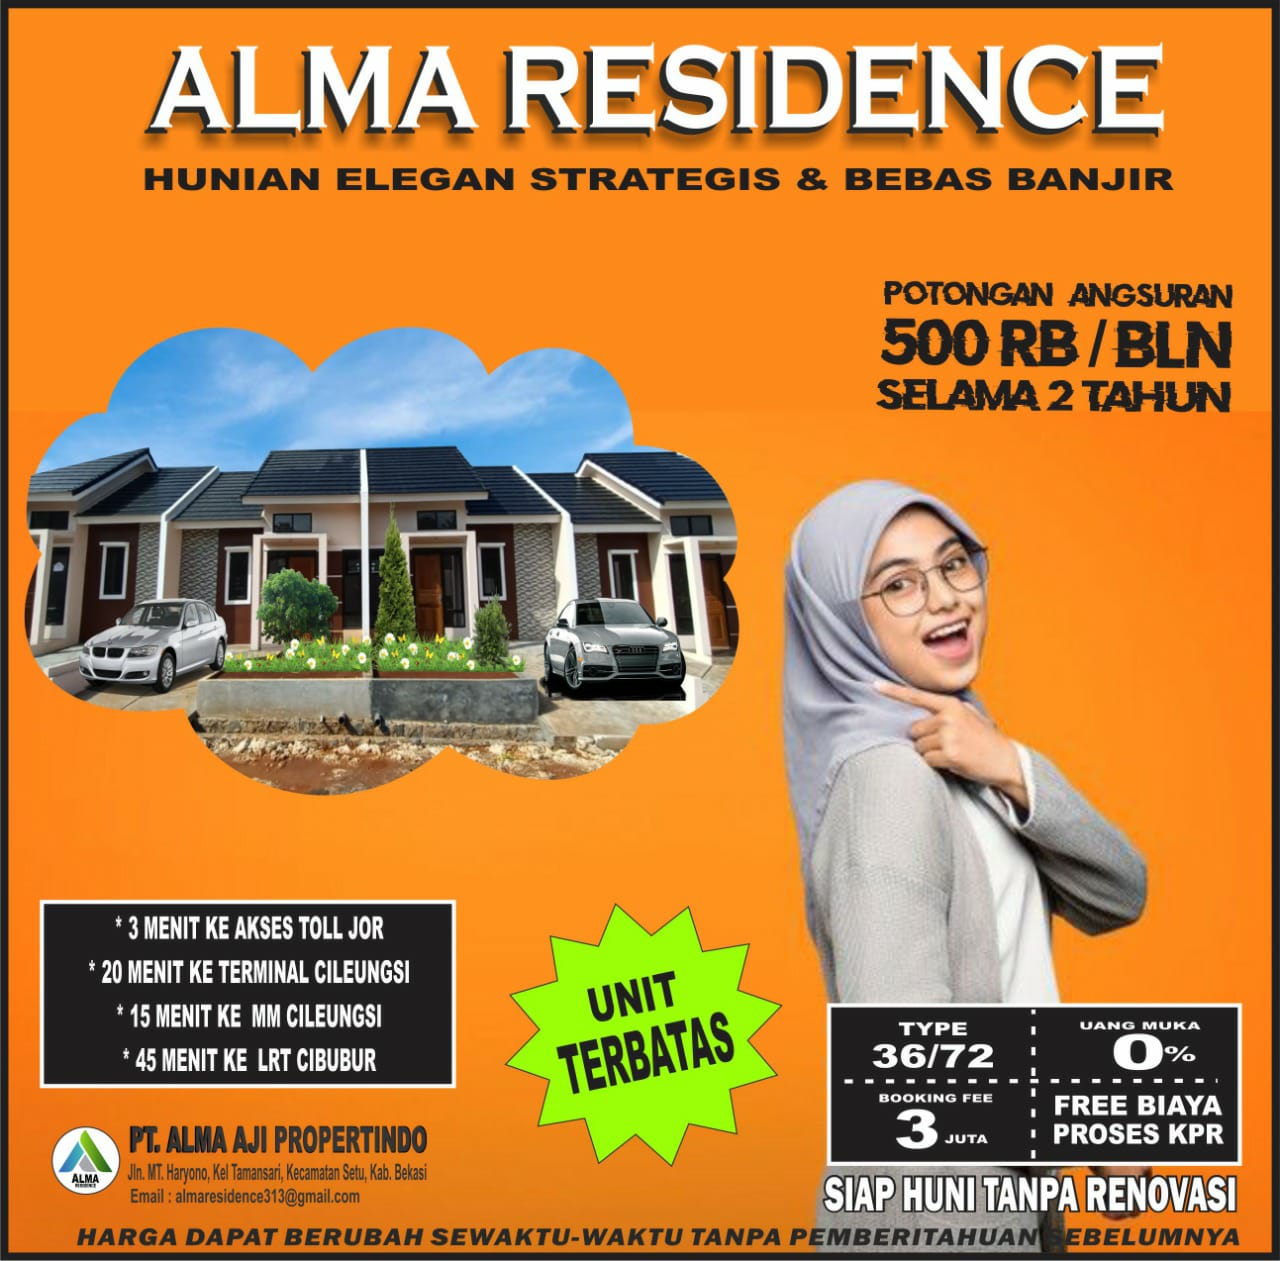 ALMA RESIDENCE
HUNIAN ELEGAN STRATEGIS & BEBAS BANJIR
POTONGAN ANGSURAN
500 RB / BLN
SELAMA 2 TAHUN
* 3 MENIT KE AKSES TOLL JOR
* 20 MENIT KE TERMINAL CILEUNGSI
* 15 MENIT KE MM CILEUNGSI
* 45 MENIT KE LRT CIBUBUR
UNIT
TERBATAS
TYPE
36/72
UANG MUKA
0%
BOOKING FEE
3 JUTA
FREE BIAYA
PROSES KPR
SIAP HUNI TANPA RENOVASI
ALMA
RESIDENCE
PT. ALMA AJI PROPERTINDO
Jln. MT. Haryono, Kel Tamansari, Kecamatan Setu, Kab. Bekasi
Email : almaresidence313@gmail.com
HARGA DAPAT BERUBAH SEWAKTU-WAKTU TANPA PEMBERITAHUAN SEBELUMNYA